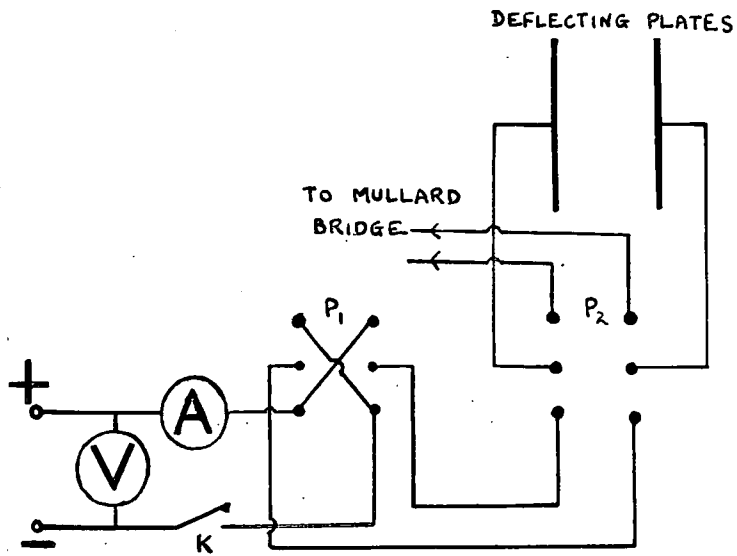 DEFLECTING PLATES
TO MULLARD
BRIDGE
P1
P2
+
A
V
K
−